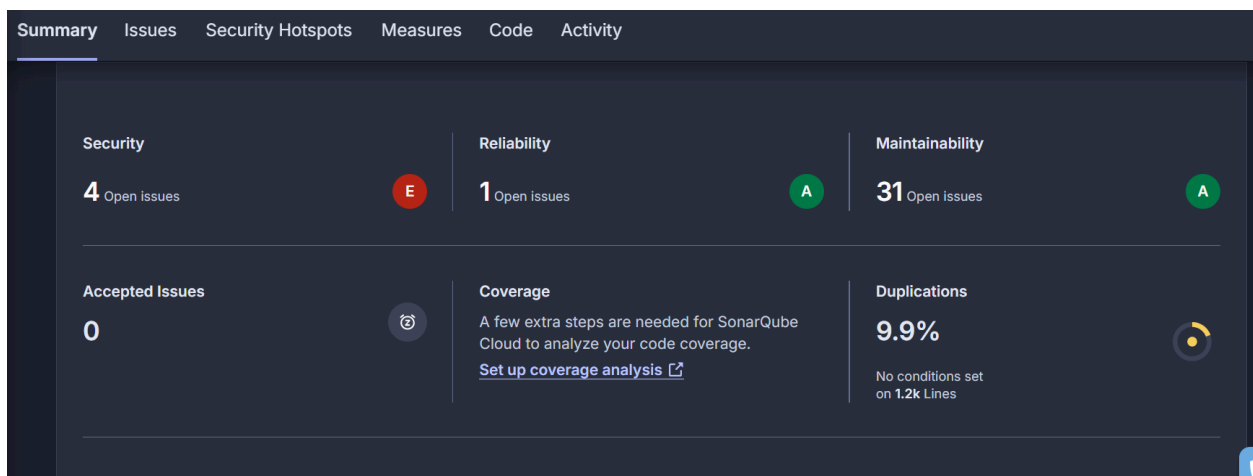 Summary Issues Security Hotspots Measures Code Activity
Security
4 Open issues
E
Reliability
1 Open issues
A
Maintainability
31 Open issues
A
Accepted Issues
0
Coverage
A few extra steps are needed for SonarQube
Cloud to analyze your code coverage.
Set up coverage analysis
Duplications
9.9%
No conditions set
on 1.2k Lines